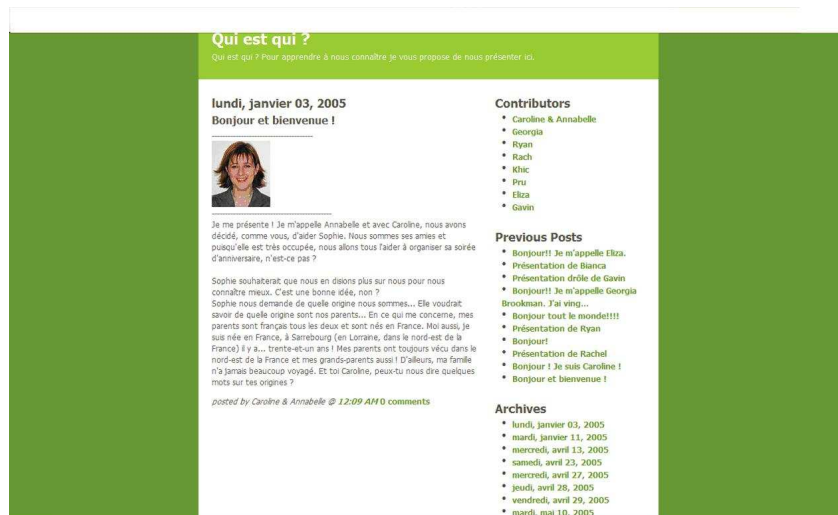 Qui est qui ?
Qui est qui ? Pour apprendre à nous connaître je vous propose de nous présenter ici.
lundi, janvier 03, 2005
Bonjour et bienvenue !
Je me présente ! Je m'appelle Annabelle et avec Caroline, nous avons
décidé, comme vous, d'aider Sophie. Nous sommes ses amies et
puisqu'elle est très occupée, nous allons tous l'aider à organiser sa soirée
d'anniversaire, n'est-ce pas ?
Sophie souhaiterait que nous en disions plus sur nous pour nous
connaître mieux. C'est une bonne idée, non ?
Sophie nous demande de quelle origine nous sommes... Elle voudrait
savoir de quelle origine sont nos parents... En ce qui me concerne, mes
parents sont français tous les deux et sont nés en France. Moi aussi, je
suis née en France, à Sarrebourg (en Lorraine, dans le nord-est de la
France) il y a... trente-et-un ans ! Mes parents ont toujours vécu dans le
nord-est de la France et mes grands-parents aussi ! D'ailleurs, ma famille
n'a jamais beaucoup voyagé. Et toi Caroline, peux-tu nous dire quelques
mots sur tes origines ?
posted by Caroline & Annabelle @ 12:09 AM 0 comments
Contributors
Caroline & Annabelle
Georgia
Ryan
Rach
Khic
Pru
Eliza
Gavin
Previous Posts
Bonjour!! Je m'appelle Eliza.
Présentation de Bianca
Présentation drôle de Gavin
Bonjour!! Je m'appelle Georgia
Brookman. J'ai ving...
Bonjour tout le monde!!!!
Présentation de Ryan
Bonjour!
Présentation de Rachel
Bonjour ! Je suis Caroline !
Bonjour et bienvenue !
Archives
lundi, janvier 03, 2005
mardi, janvier 11, 2005
mercredi, avril 13, 2005
samedi, avril 23, 2005
mercredi, avril 27, 2005
jeudi, avril 28, 2005
vendredi, avril 29, 2005
mardi, mai 10, 2005